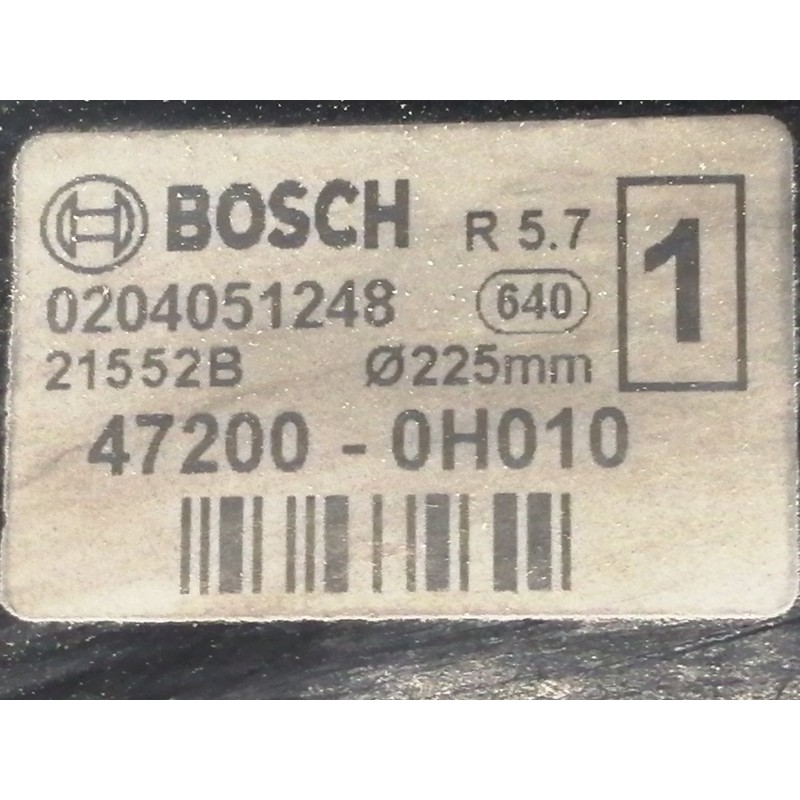 BOSCH R 5.7 1
0204051248 640
21552B Ø225mm
47200 - 0H010